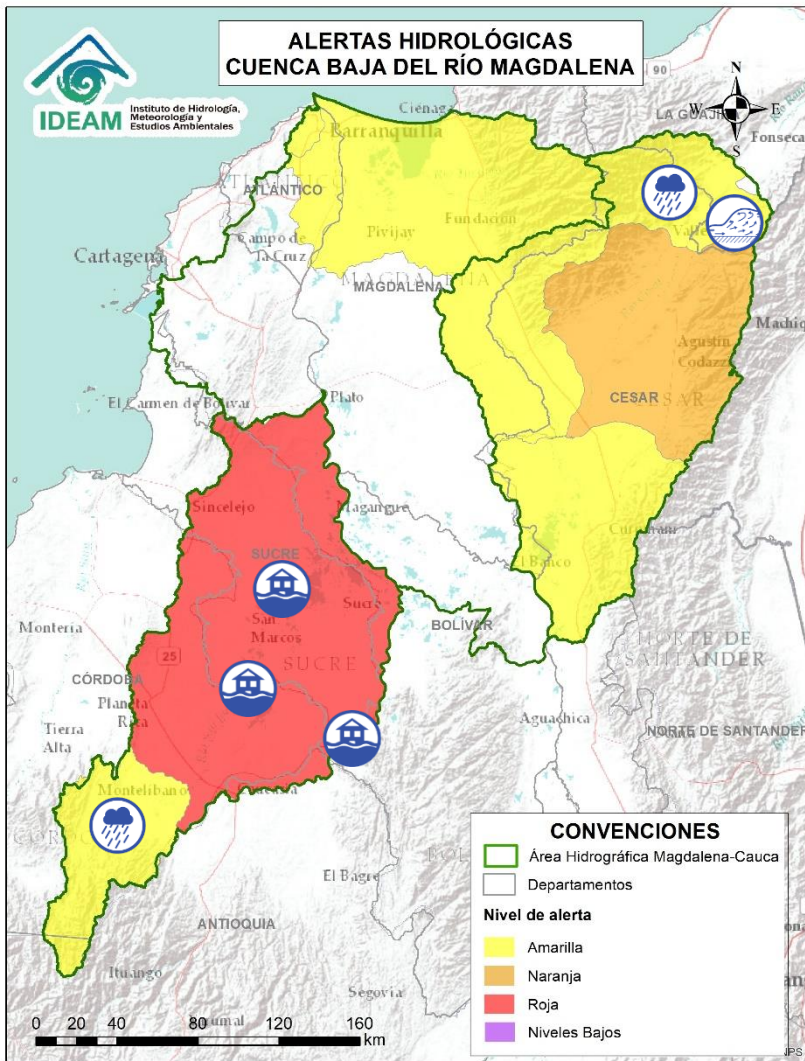 ALERTAS HIDROLÓGICAS
CUENCA BAJA DEL RÍO MAGDALENA
IDEAM
Instituto de Hidrología,
Meteorología y
Estudios Ambientales
90
N
W
E
S
Ciénaga
LA GUAJIRA
Fonseca
Barranquilla
ATLÁNTICO
Fundación
Pivijay
Campo de
la Cruz
Cartagena
MAGDALENA
MAGDALENA
Agustín
Codazzi
CESAR
CESAR
El Carmen de Bolívar
Plato
Sincelejo
Magangué
SUCRE
El Banco
Sucre
San
Marcos
BOLÍVAR
Montería
25
SUCRE
NORTE DE
SANTANDER
CÓRDOBA
Planeta
Rica
Tierra
Alta
Aguachica
NORTE DE SANTANDER
Montelíbano
El Bagre
ANTIOQUIA
Ituango
Segovia
0 20 40 80 120 160
km
CONVENCIONES
Área Hidrográfica Magdalena-Cauca
Departamentos
Nivel de alerta
Amarilla
Naranja
Roja
Niveles Bajos